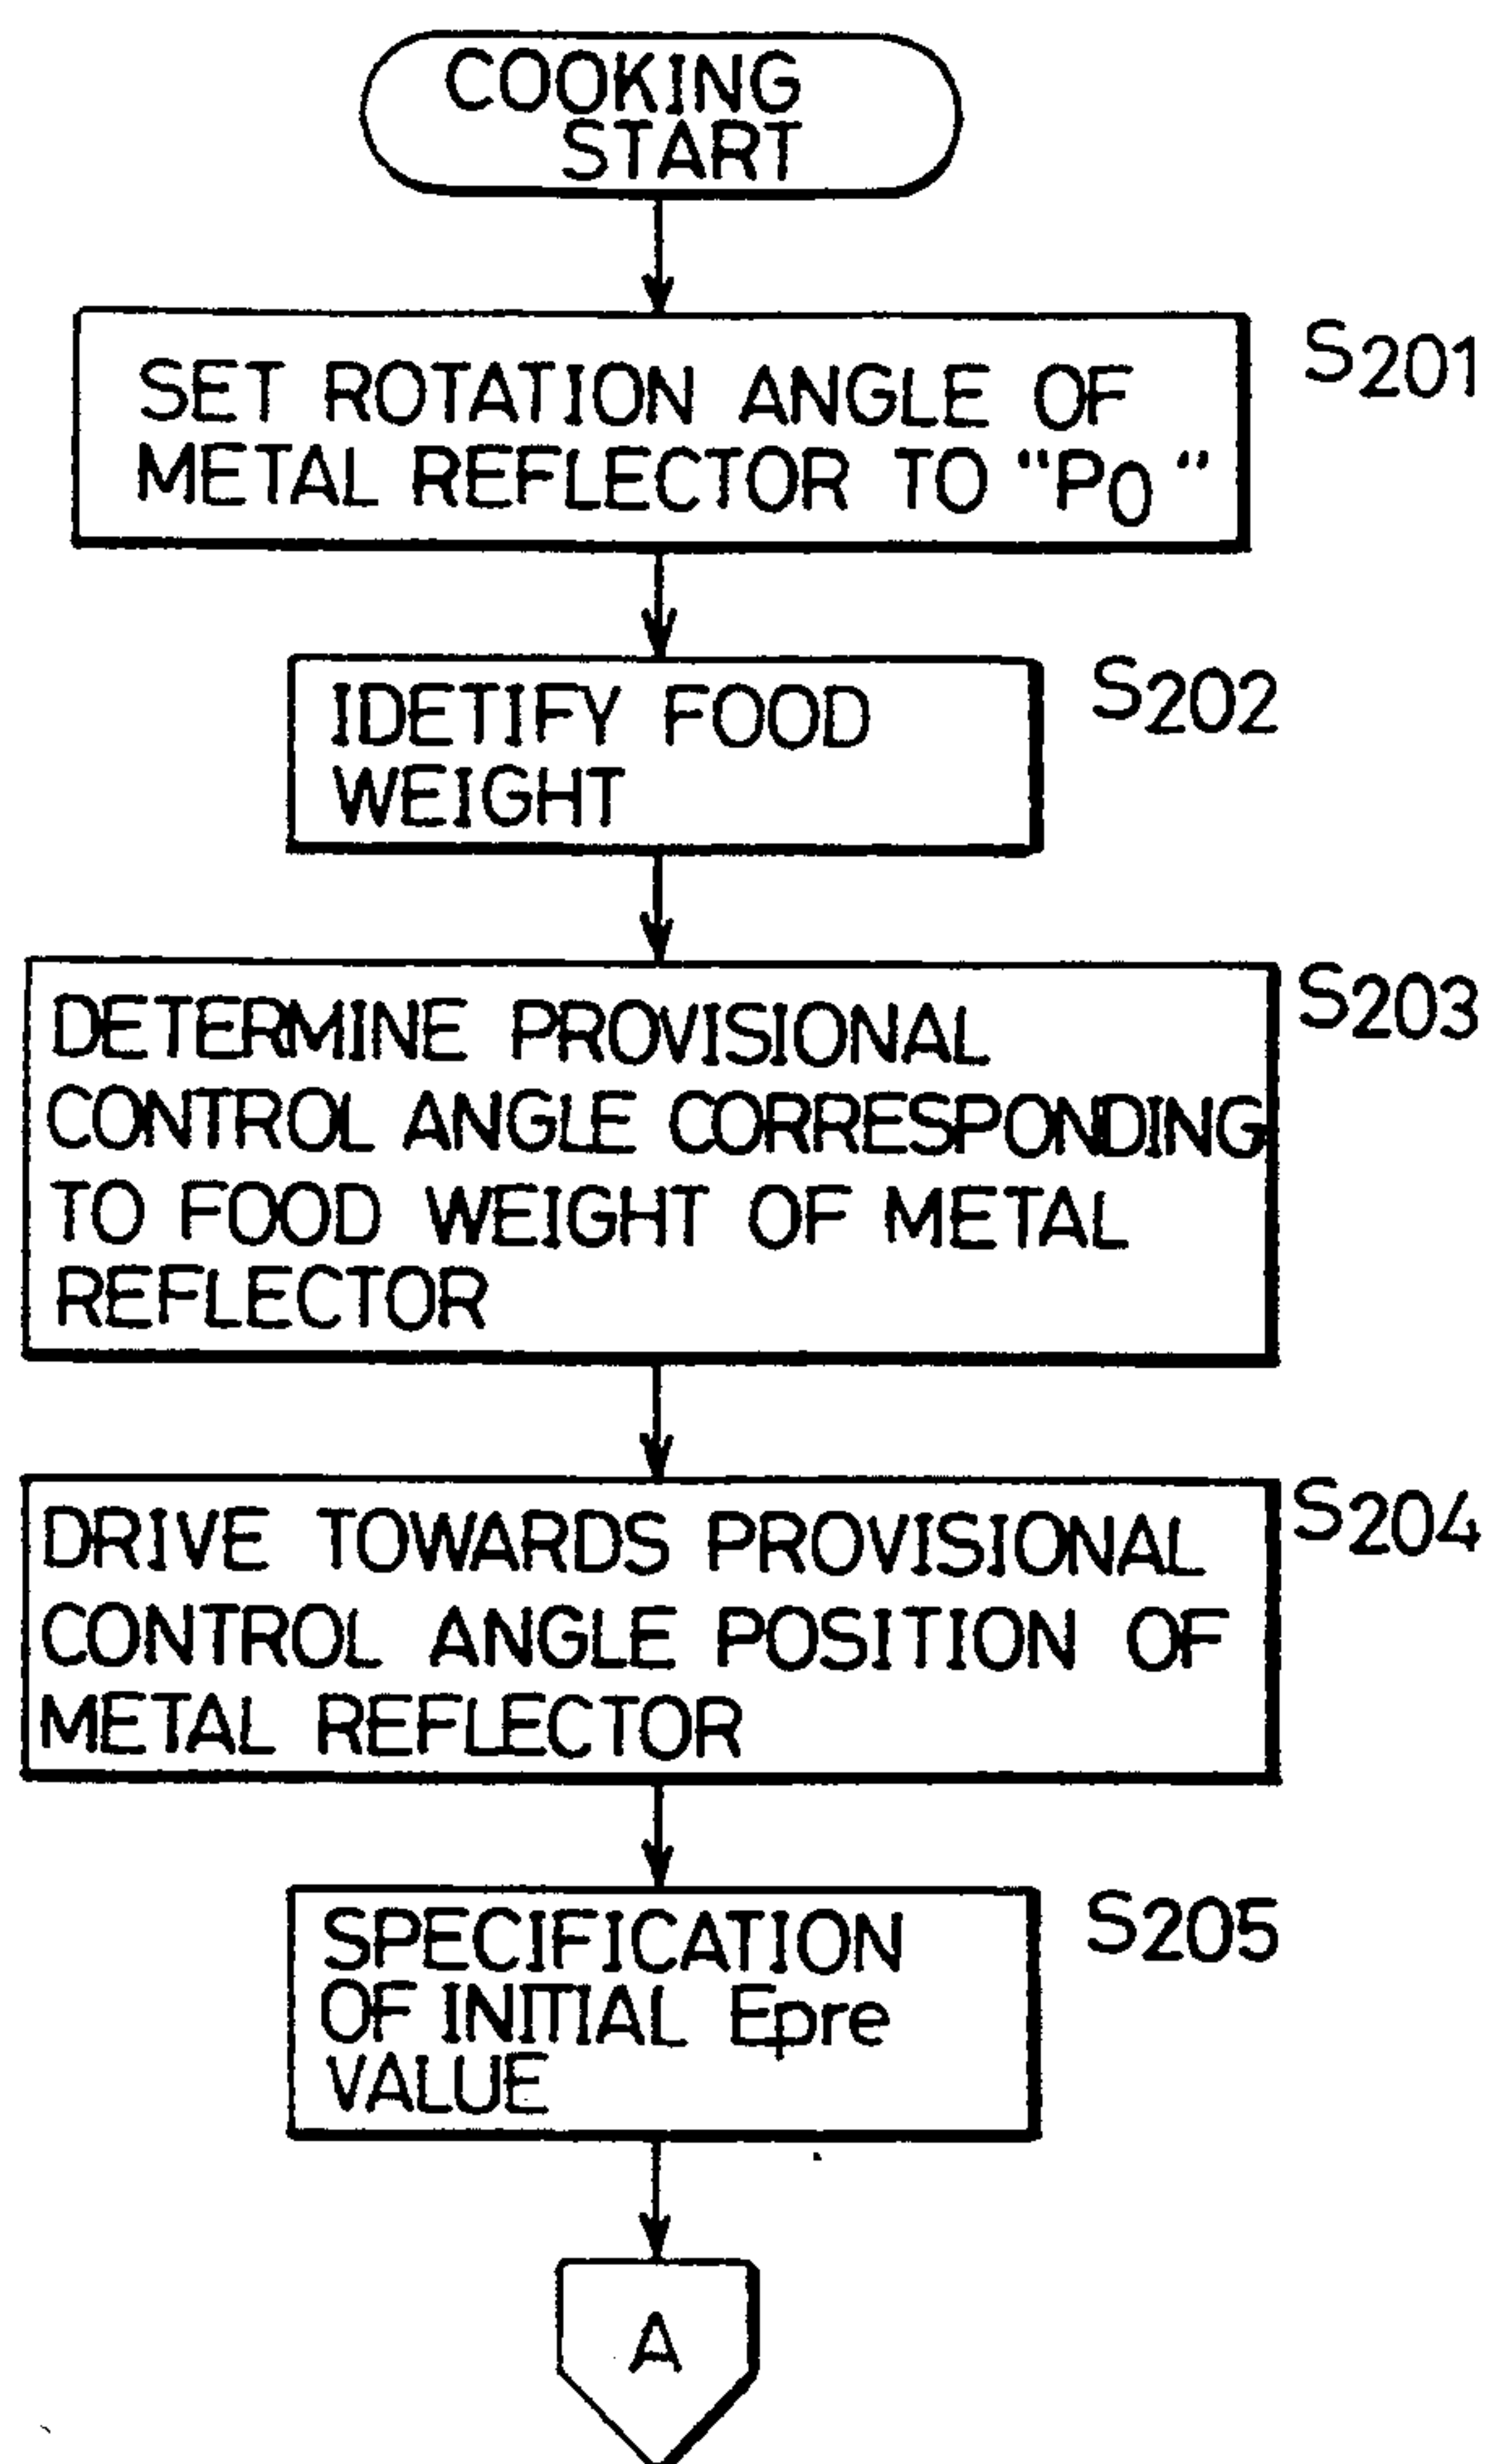 COOKING
START
SET ROTATION ANGLE OF
METAL REFLECTOR TO "P0"
S201
IDETIFY FOOD
WEIGHT
S202
DETERMINE PROVISIONAL
CONTROL ANGLE CORRESPONDING
TO FOOD WEIGHT OF METAL
REFLECTOR
S203
DRIVE TOWARDS PROVISIONAL
CONTROL ANGLE POSITION OF
METAL REFLECTOR
S204
SPECIFICATION
OF INITIAL Epre
VALUE
S205
A